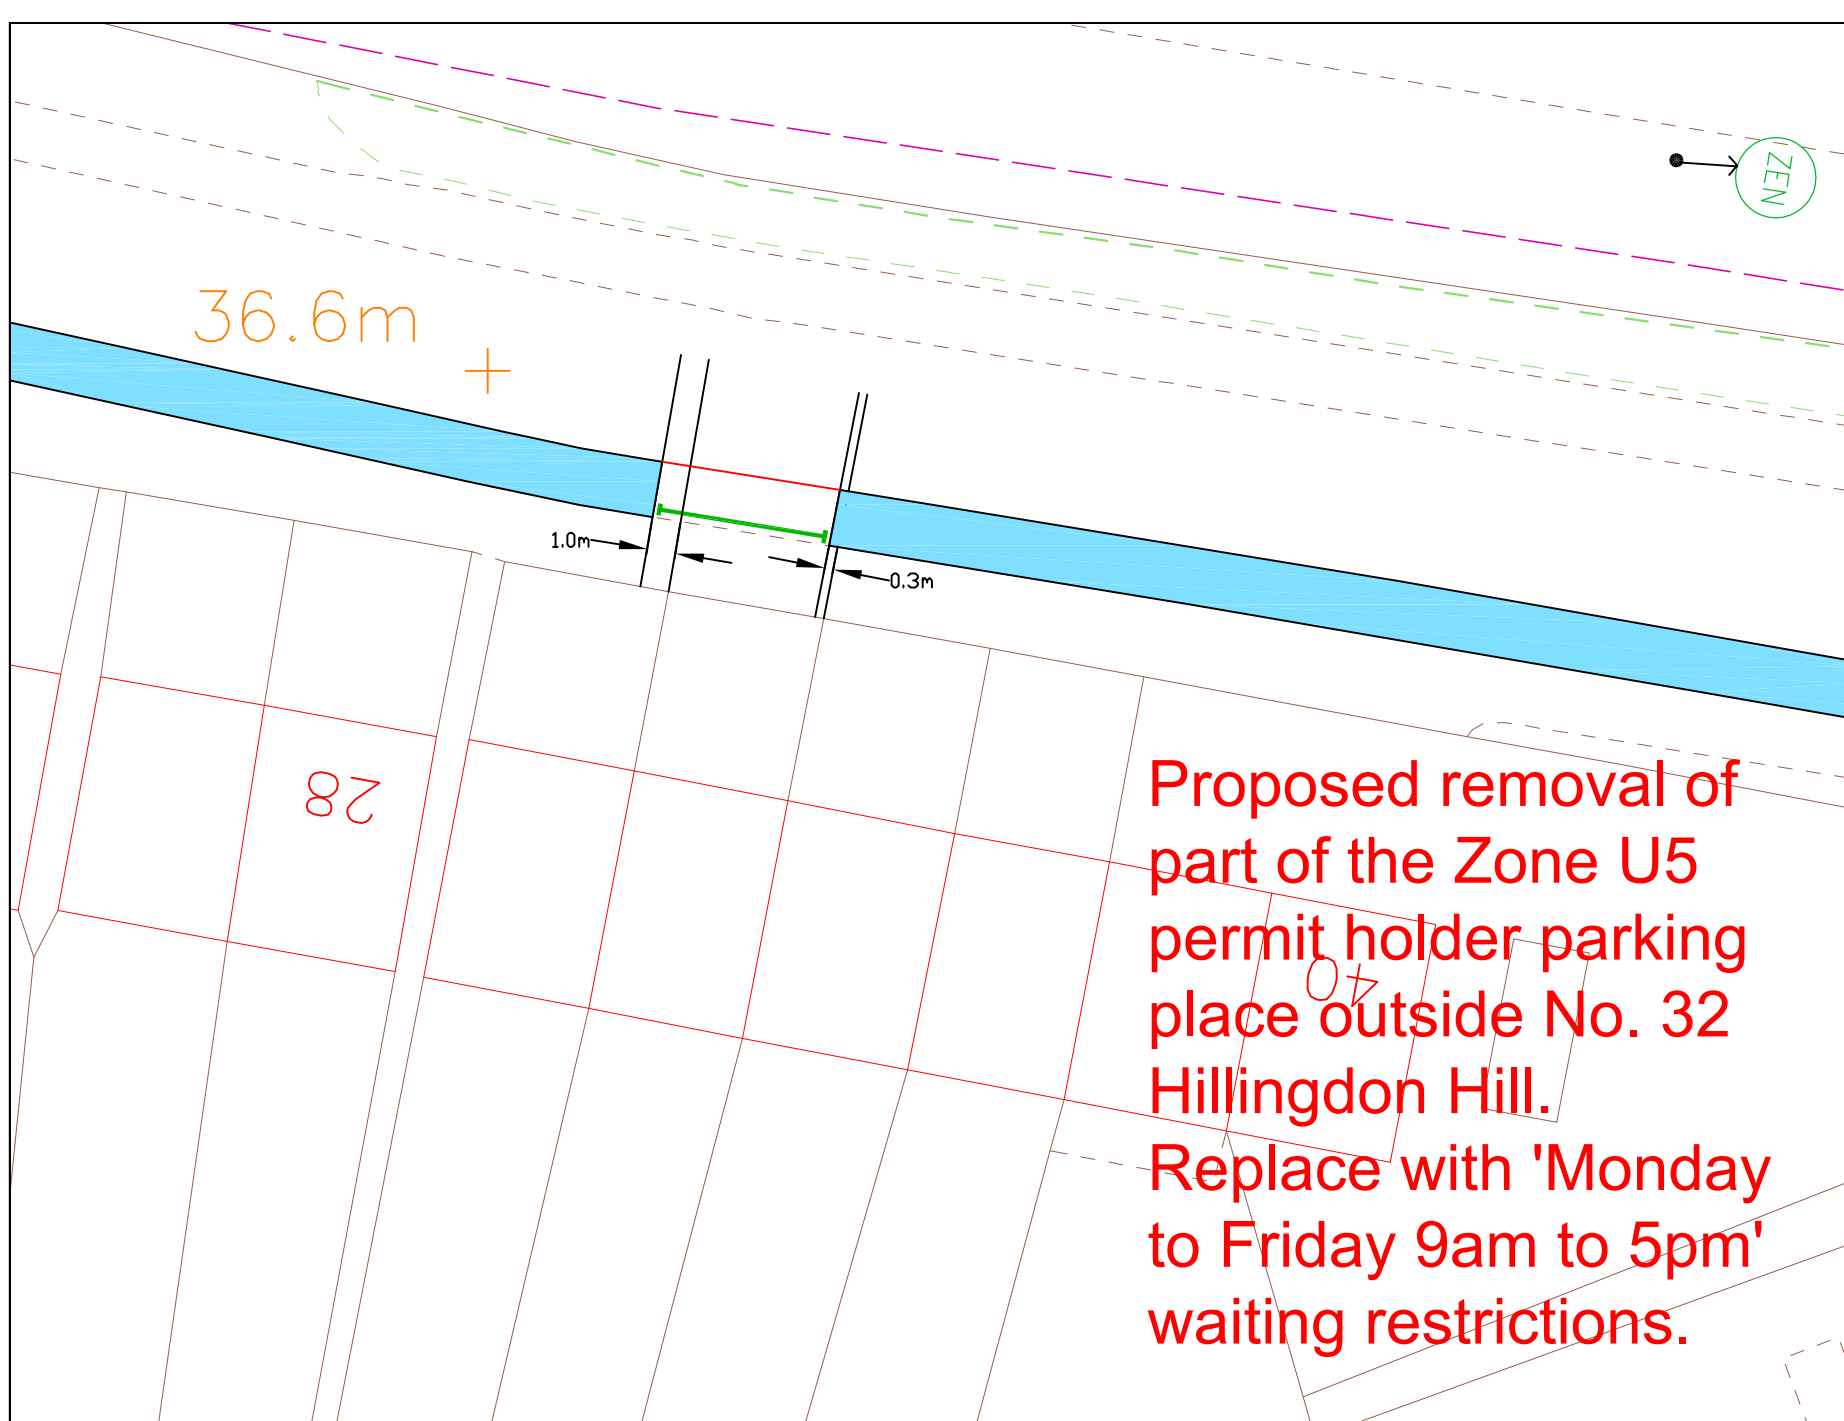 ZEN
36.6m
1.0m
0.3m
28
Proposed removal of
part of the Zone U5
permit holder parking
40
place outside No. 32
Hillingdon Hill.
Replace with 'Monday
to Friday 9am to 5pm'
waiting restrictions.